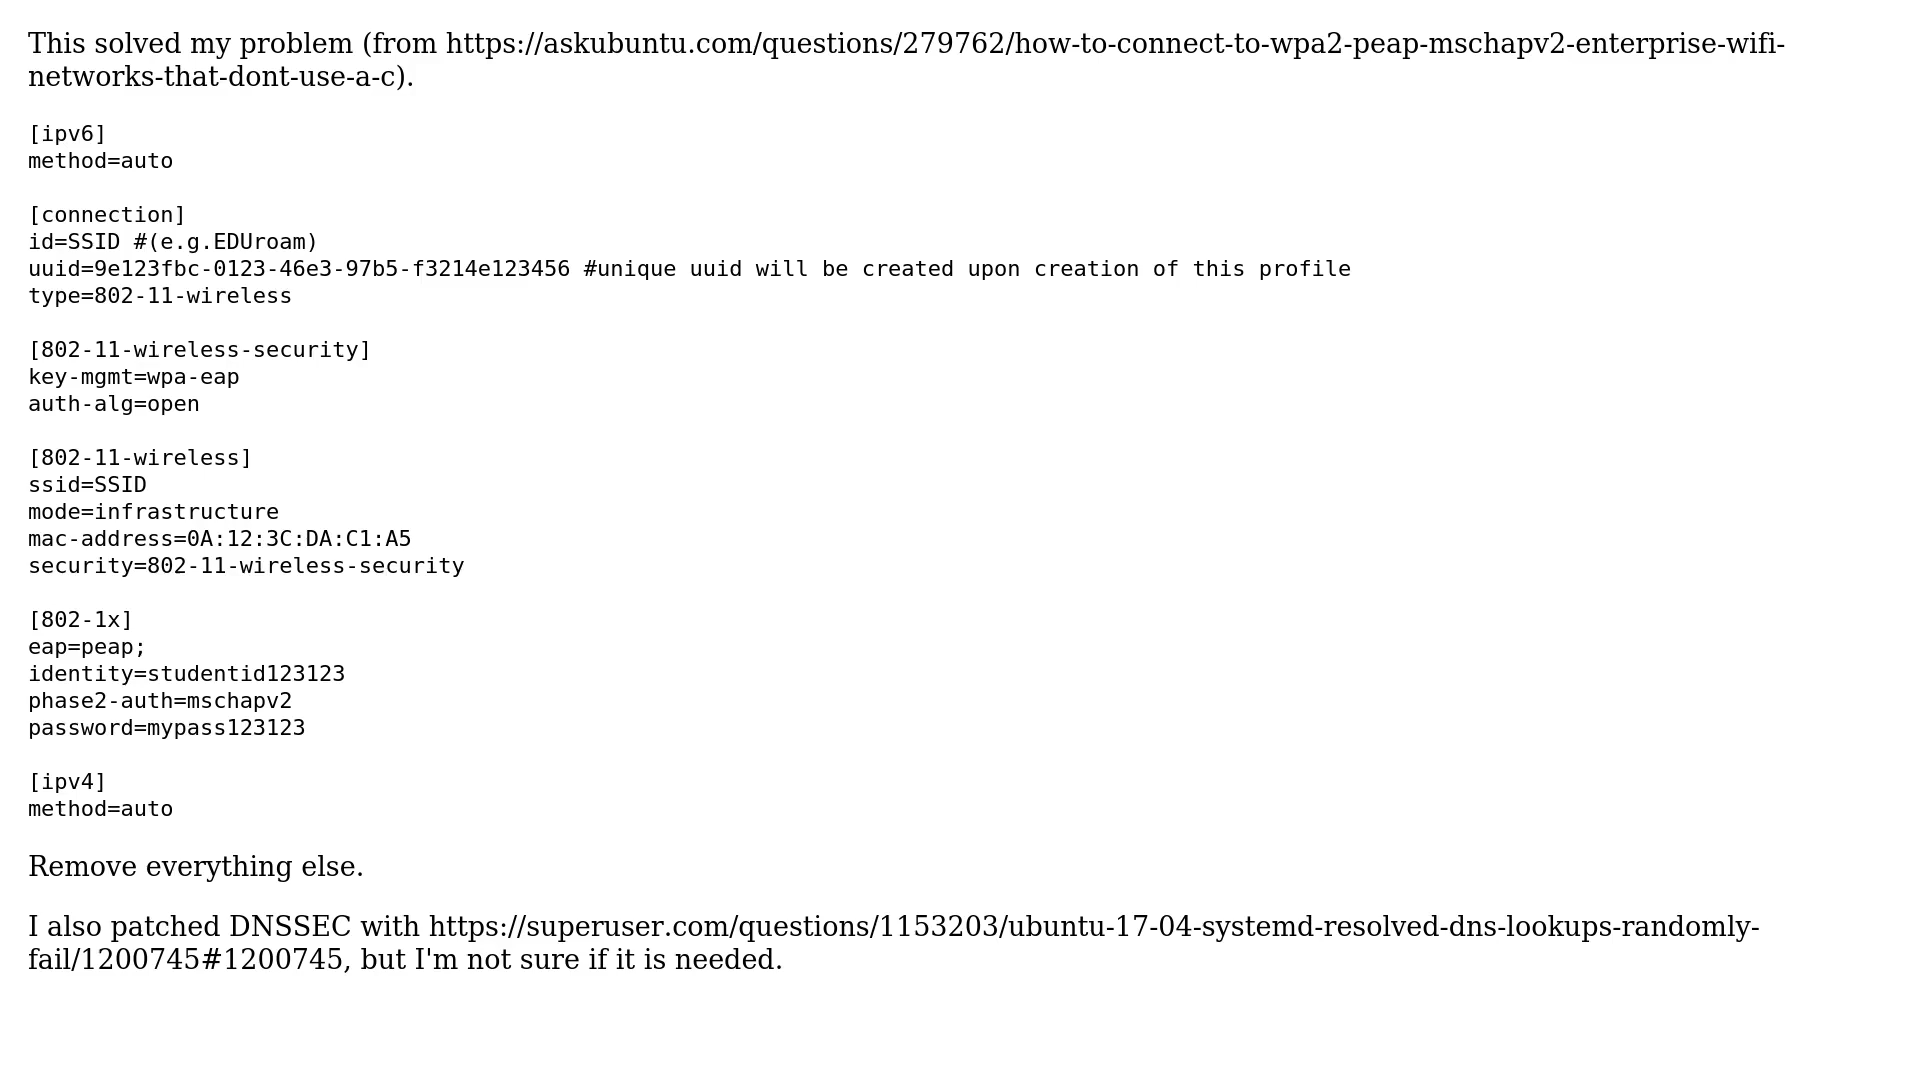 This solved my problem (from https://askubuntu.com/questions/279762/how-to-connect-to-wpa2-peap-mschapv2-enterprise-wifi-
networks-that-dont-use-a-c).
[ipv6]
method=auto
[connection]
id=SSID #(e.g.EDUroam)
uuid=9e123fbc-0123-46e3-97b5-f3214e123456 #unique uuid will be created upon creation of this profile
type=802-11-wireless
[802-11-wireless-security]
key-mgmt=wpa-eap
auth-alg=open
[802-11-wireless]
ssid=SSID
mode=infrastructure
mac-address=0A:12:3C:DA:C1:A5
security=802-11-wireless-security
[802-1x]
eap=peap;
identity=studentid123123
phase2-auth=mschapv2
password=mypass123123
[ipv4]
method=auto
Remove everything else.
I also patched DNSSEC with https://superuser.com/questions/1153203/ubuntu-17-04-systemd-resolved-dns-lookups-randomly-
fail/1200745#1200745, but I'm not sure if it is needed.